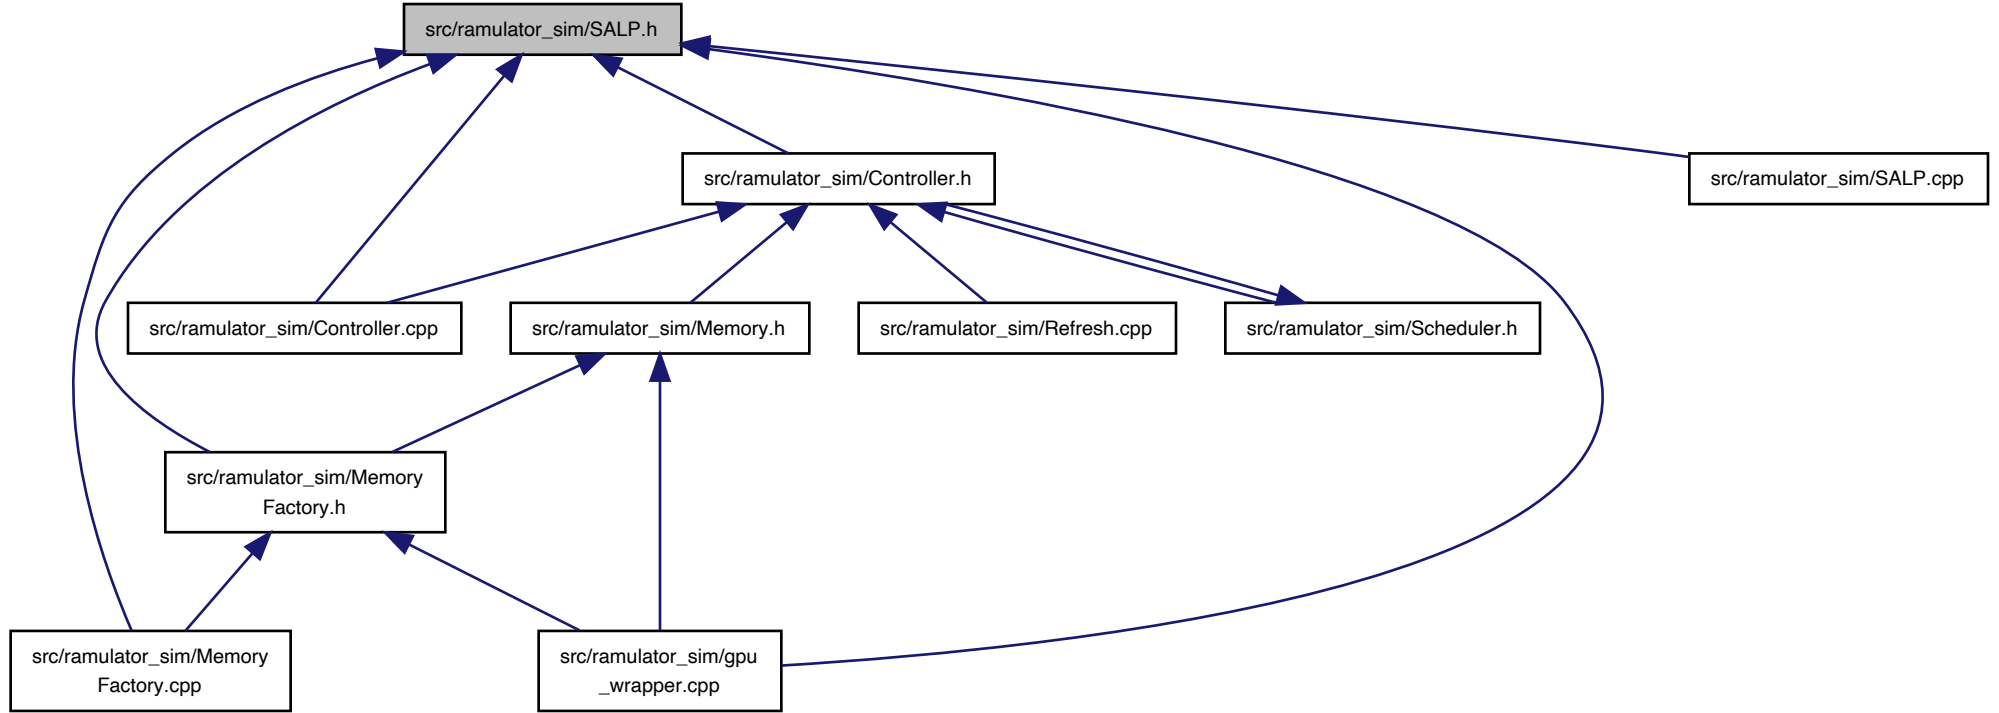 src/ramulator_sim/SALP.h
src/ramulator_sim/Controller.h
src/ramulator_sim/SALP.cpp
src/ramulator_sim/Controller.cpp
src/ramulator_sim/Memory.h
src/ramulator_sim/Refresh.cpp
src/ramulator_sim/Scheduler.h
src/ramulator_sim/Memory
Factory.h
src/ramulator_sim/Memory
Factory.cpp
src/ramulator_sim/gpu
_wrapper.cpp